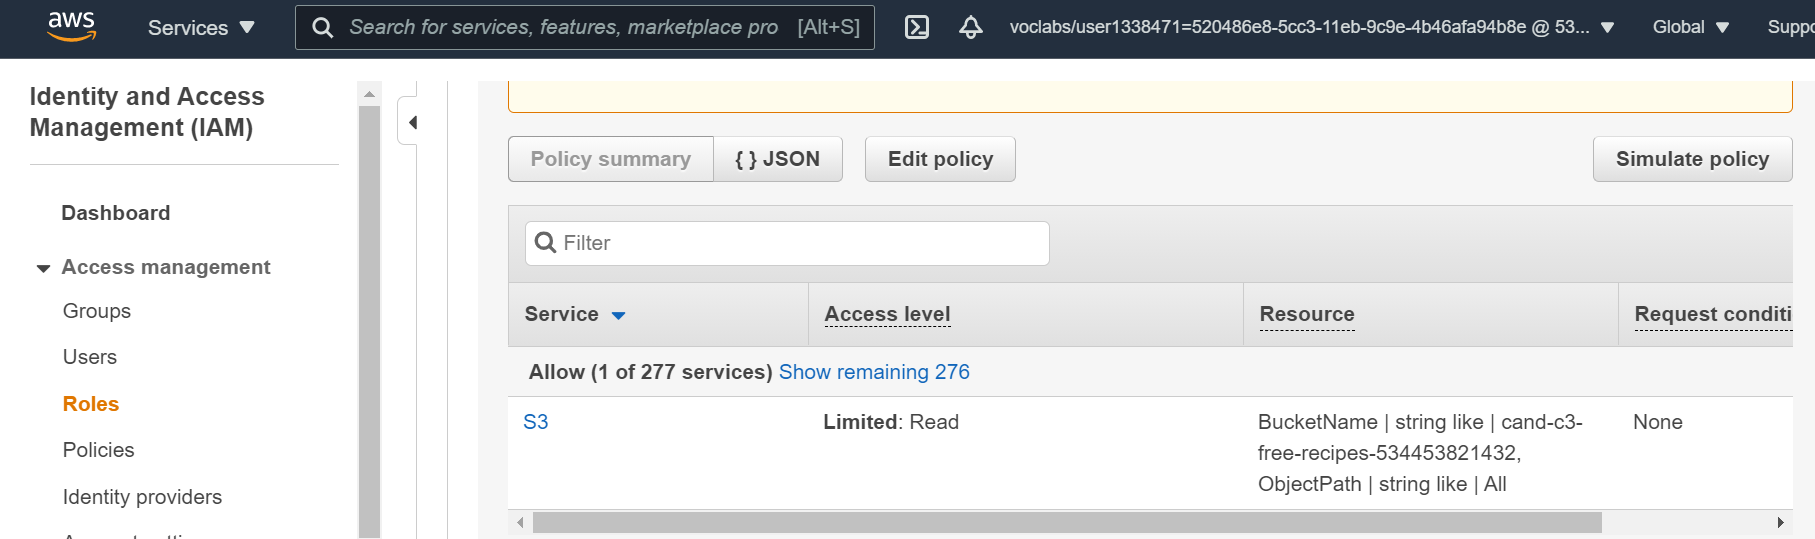 aws
Services
Search for services, features, marketplace pro [Alt+S]
voclabs/user1338471=520486e8-5cc3-11eb-9c9e-4b46afa94b8e @ 53...
Global
Suppo
Identity and Access
Management (IAM)
Dashboard
Access management
Groups
Users
Roles
Policies
Identity providers
Policy summary
{ } JSON
Edit policy
Simulate policy
Filter
Service
Access level
Resource
Request conditi
Allow (1 of 277 services) Show remaining 276
S3
Limited: Read
BucketName | string like | cand-c3-
free-recipes-534453821432,
ObjectPath | string like | All
None